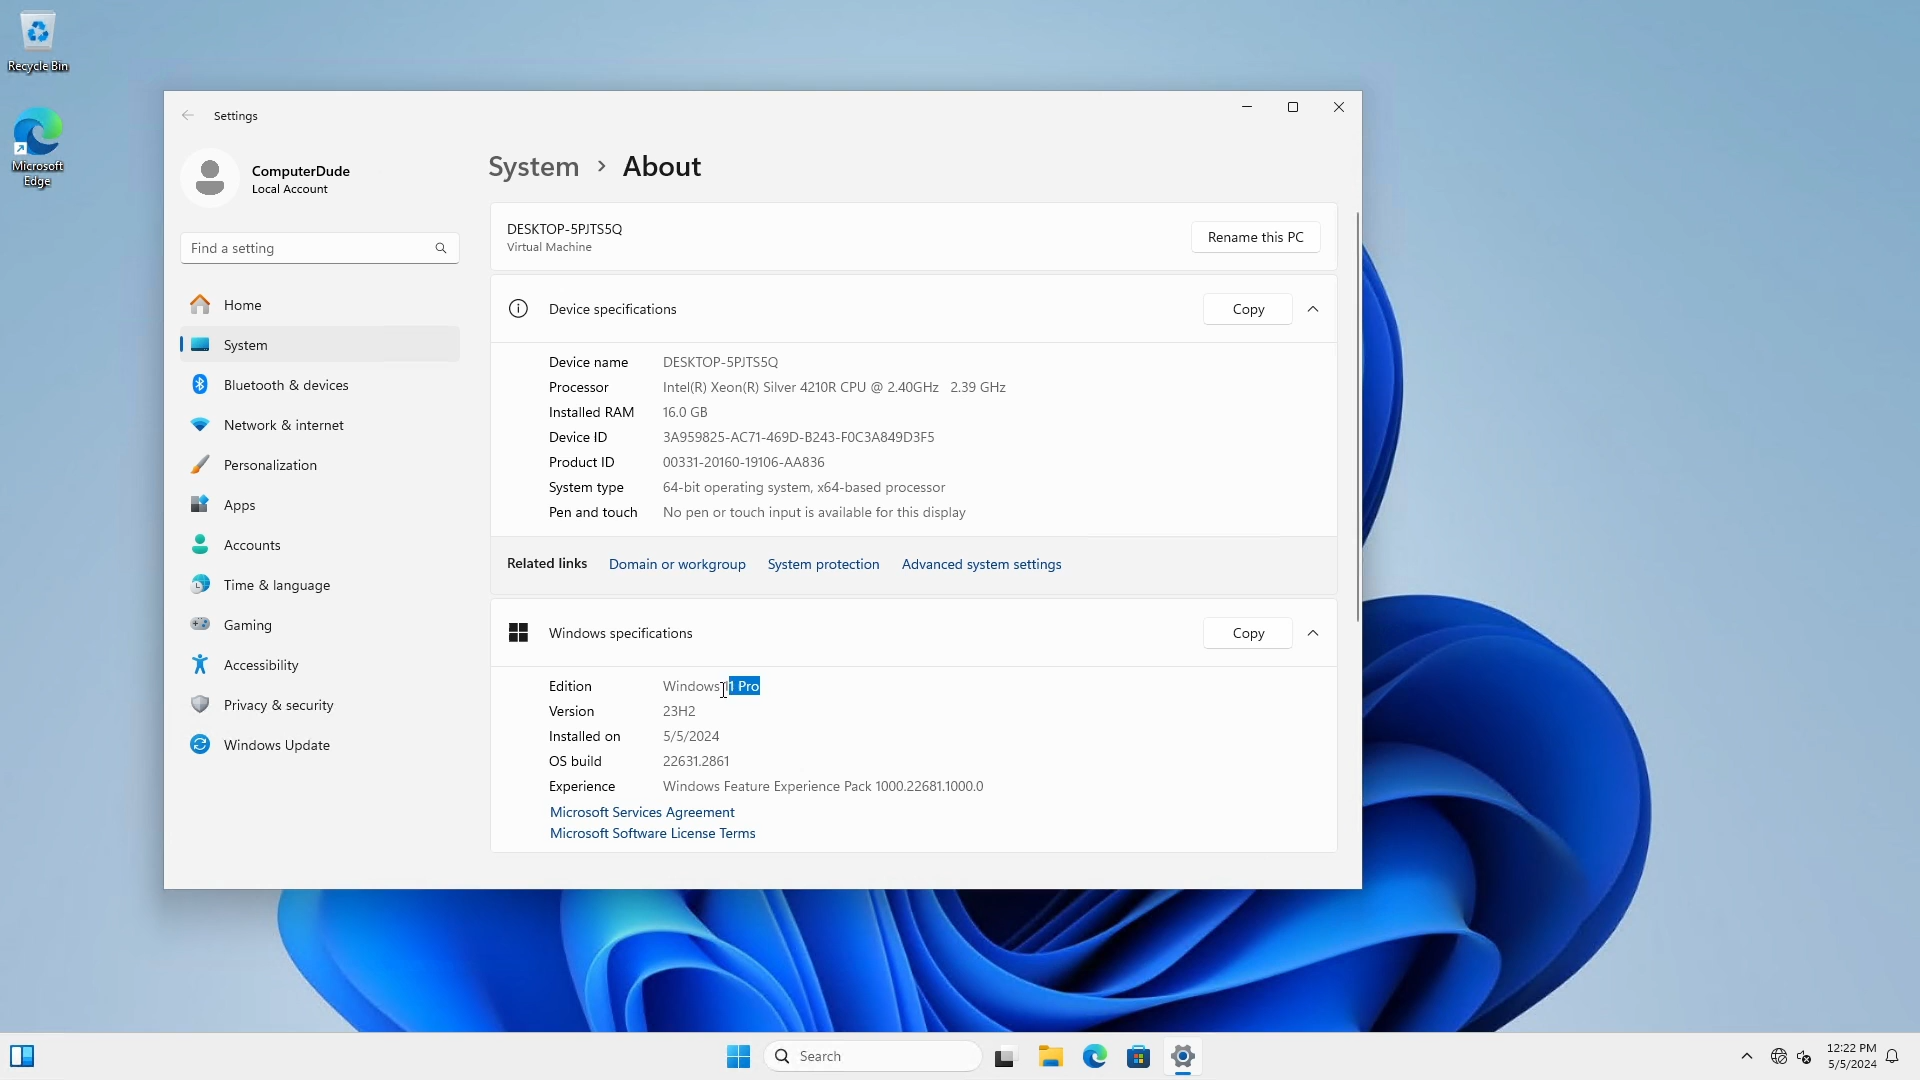 Recycle Bin
Microsoft
Edge
Settings
ComputerDude
Local Account
Find a setting
Home
System
Bluetooth & devices
Network & internet
Personalization
Apps
Accounts
Time & language
Gaming
Accessibility
Privacy & security
Windows Update
System > About
DESKTOP-5PJTS5Q
Virtual Machine
Rename this PC
Device specifications
Copy
Device name DESKTOP-5PJTS5Q
Processor Intel(R) Xeon(R) Silver 4210R CPU @ 2.40GHz 2.39 GHz
Installed RAM 16.0 GB
Device ID 3A959825-AC71-469D-B243-F0C3A849D3F5
Product ID 00331-20160-19106-AA836
System type 64-bit operating system, x64-based processor
Pen and touch No pen or touch input is available for this display
Related links Domain or workgroup System protection Advanced system settings
Windows specifications
Copy
Edition Windows 11 Pro
Version 23H2
Installed on 5/5/2024
OS build 22631.2861
Experience Windows Feature Experience Pack 1000.22681.1000.0
Microsoft Services Agreement
Microsoft Software License Terms
Search
12:22 PM
5/5/2024